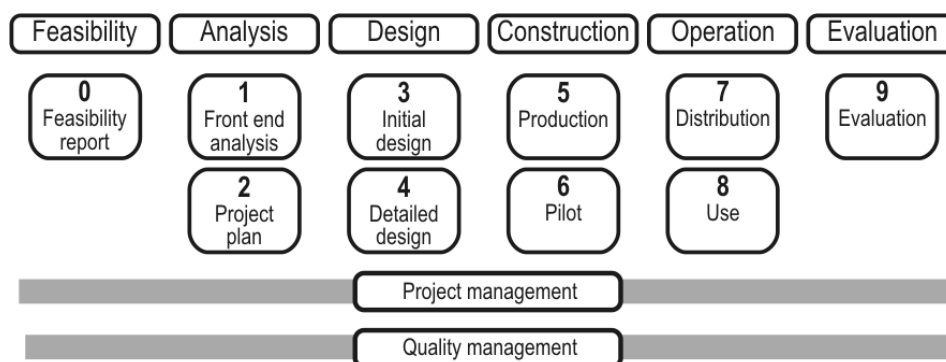 Feasibility
Analysis
Design
Construction
Operation
Evaluation
0
Feasibility
report
1
Front end
analysis
3
Initial
design
5
Production
7
Distribution
9
Evaluation
2
Project
plan
4
Detailed
design
6
Pilot
8
Use
Project management
Quality management